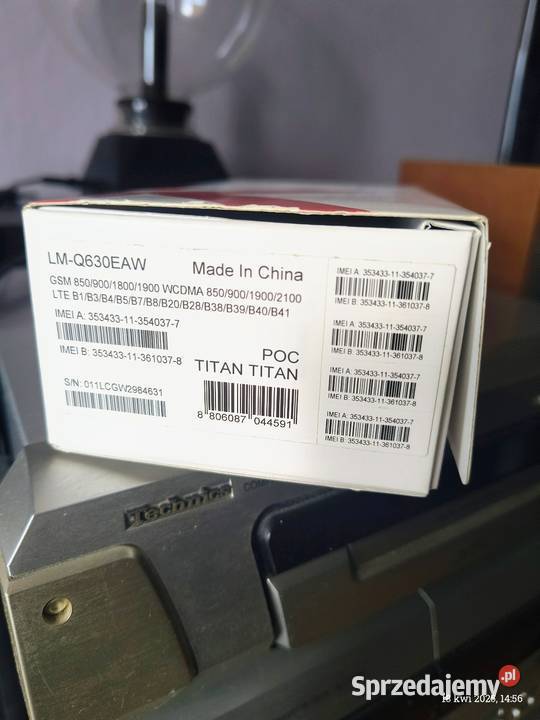 LM-Q630EAW Made In China
GSM 850/900/1800/1900 WCDMA 850/900/1900/2100
LTE B1/B3/B4/B5/B7/B8/B20/B28/B38/B39/B40/B41
IMEI A: 353433-11-354037-7
IMEI B: 353433-11-361037-8
S/N: 011LCGW2984631
POC
TITAN TITAN
8 806087 044591
IMEI A: 353433-11-354037-7
IMEI B: 353433-11-361037-8
IMEI A: 353433-11-354037-7
IMEI B: 353433-11-361037-8
IMEI A: 353433-11-354037-7
IMEI B: 353433-11-361037-8
IMEI A: 353433-11-354037-7
IMEI B: 353433-11-361037-8
Technics
Sprzedajemy.pl